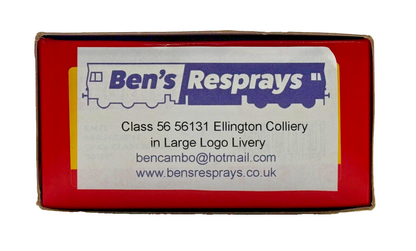 Ben's Resprays
Class 56 56131 Ellington Colliery
in Large Logo Livery
bencambo@hotmail.com
www.bensresprays.co.uk